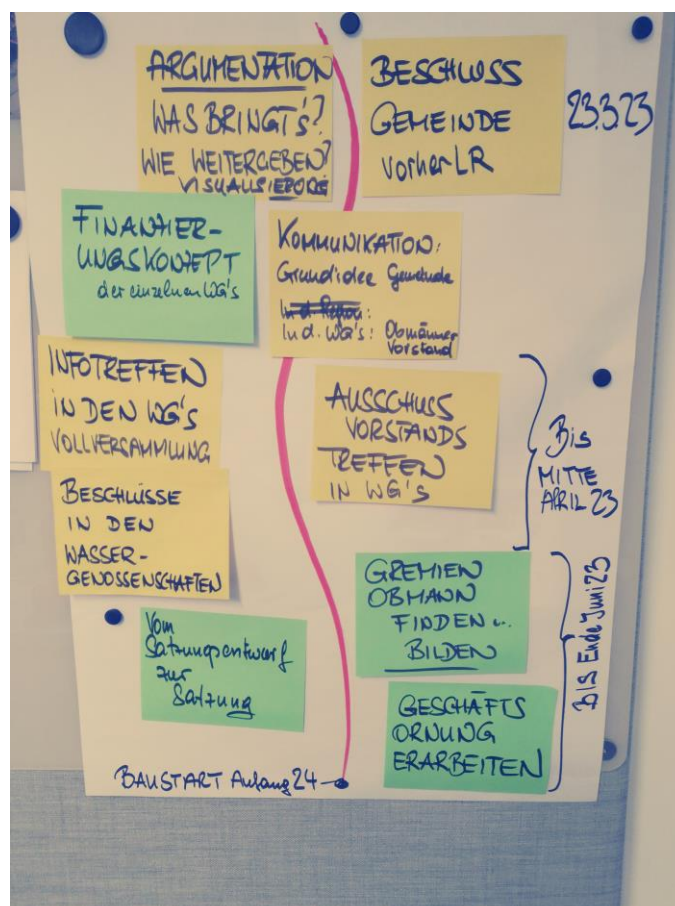 ARGUMENTATION
WAS BRINGT'S?
WIE WEITERGEBEN?
VISUALISIERUNG
BESCHLUSS
GEMEINDE
vorher LR
23.3.23
FINANZIER-
UNGSKONZEPT
der einzelnen WG's
KOMMUNIKATION:
Grundidee Gemeinde
In d. Region:
In d. WG's: Obmänner
Vorstand
INFOTREFFEN
IN DEN WG's
VOLLVERSAMMLUNG
AUSSCHUSS
VORSTANDS
TREFFEN
IN WG's
Bis
MITTE
APRIL 23
BESCHLÜSSE
IN DEN
WASSER-
GENOSSENSCHAFTEN
GREMIEN
OBMANN
FINDEN u.
BILDEN
Vom
Satzungsentwurf
zur
Satzung
GESCHÄFTS
ORNUNG
ERARBEITEN
BIS Ende Juni 23
BAUSTART Anfang 24